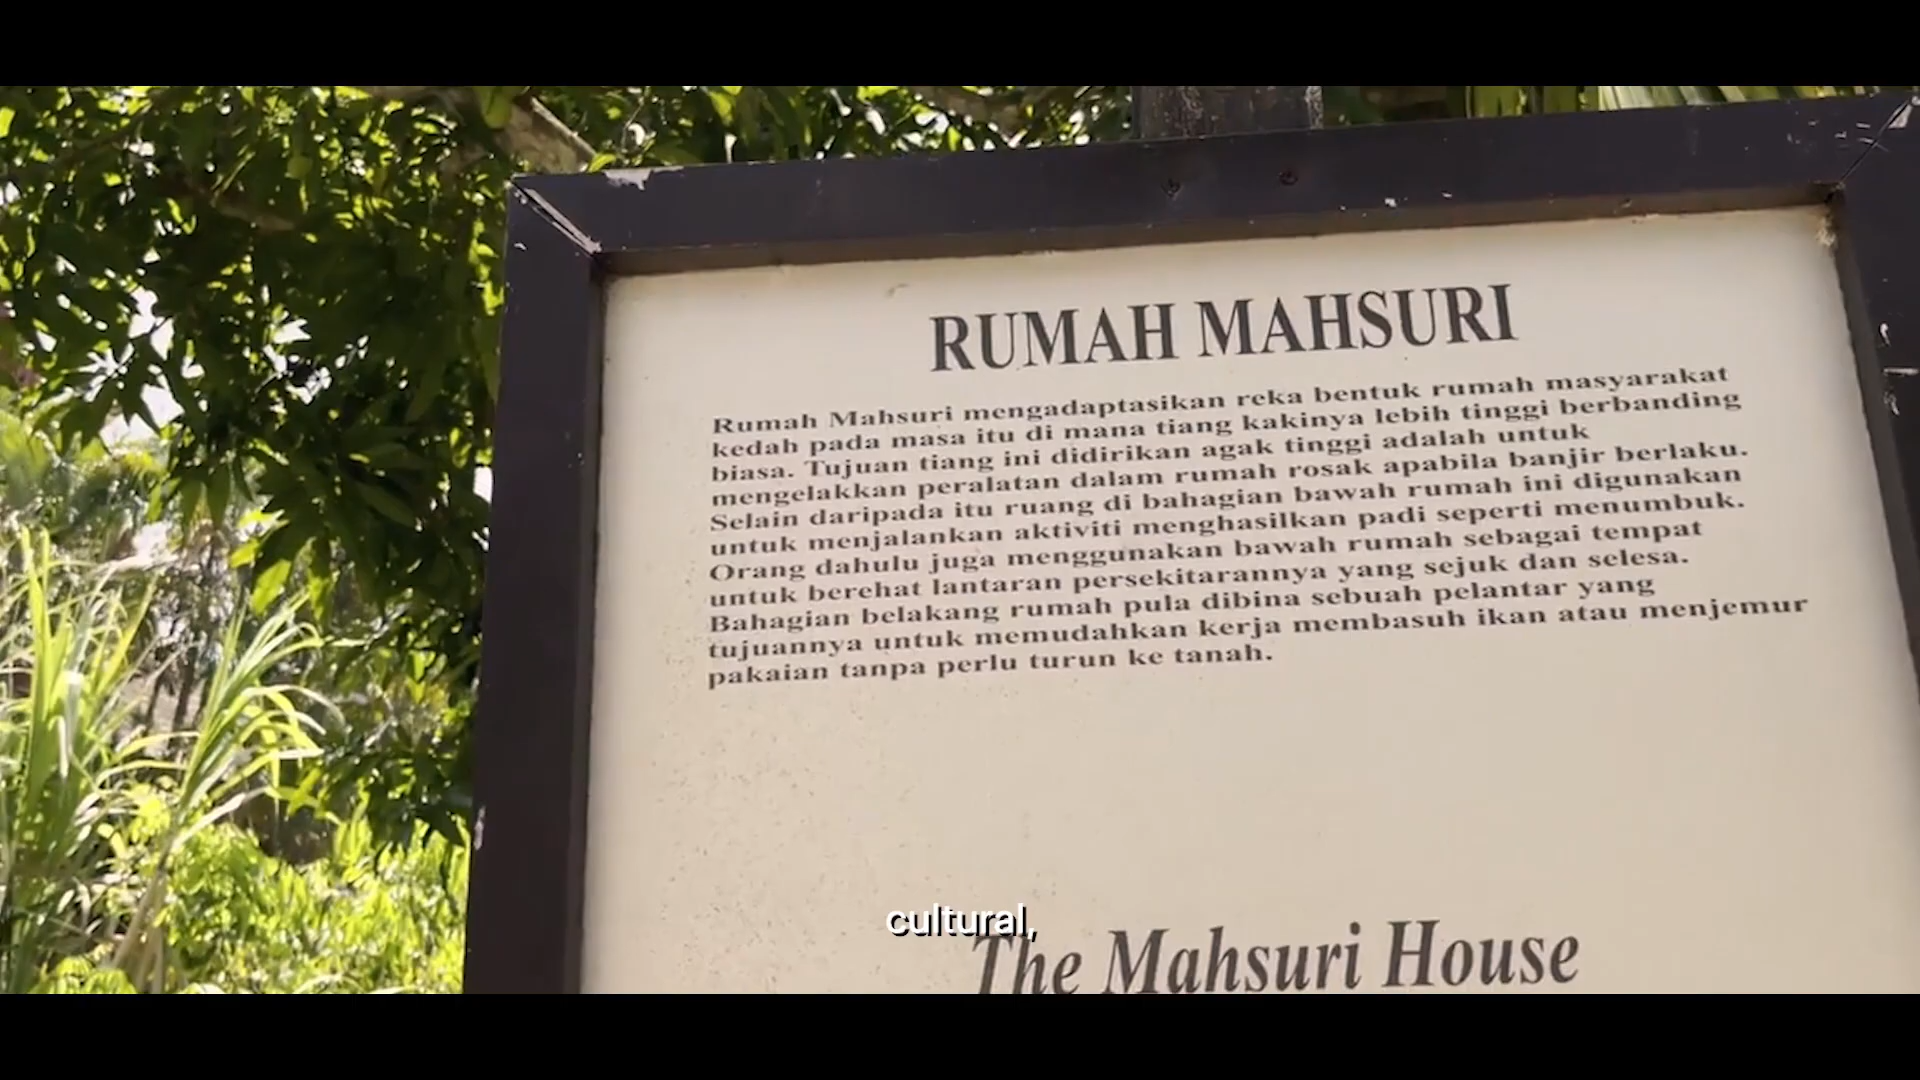 RUMAH MAHSURI
Rumah Mahsuri mengadaptasikan reka bentuk rumah masyarakat
kedah pada masa itu di mana tiang kakinya lebih tinggi berbanding
biasa. Tujuan tiang ini didirikan agak tinggi adalah untuk
mengelakkan peralatan dalam rumah rosak apabila banjir berlaku.
Selain daripada itu ruang di bahagian bawah rumah ini digunakan
untuk menjalankan aktiviti menghasilkan padi seperti menumbuk.
Orang dahulu juga menggunakan bawah rumah sebagai tempat
untuk berehat lantaran persekitarannya yang sejuk dan selesa.
Bahagian belakang rumah pula dibina sebuah pelantar yang
tujuannya untuk memudahkan kerja membasuh ikan atau menjemur
pakaian tanpa perlu turun ke tanah.
cultural,
The Mahsuri House